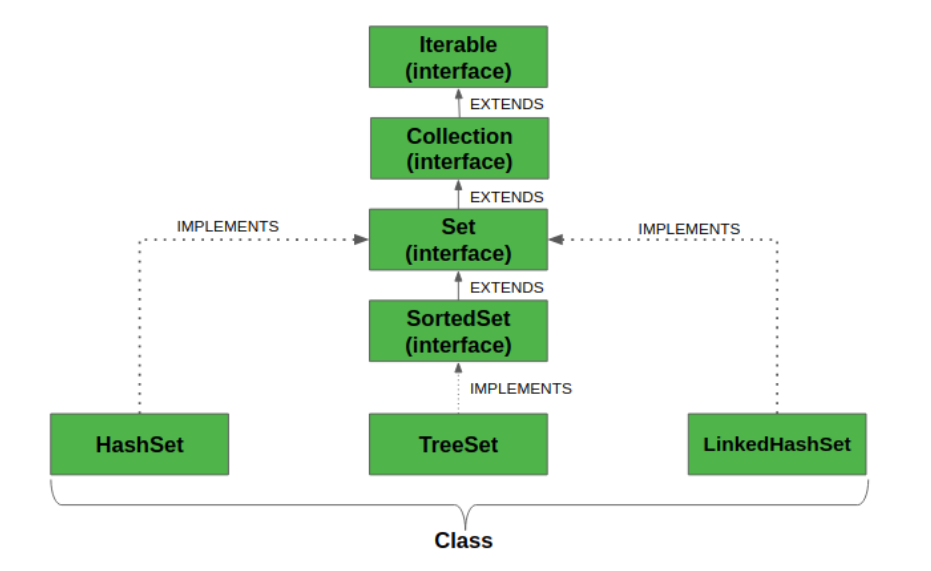 Iterable
(interface)
EXTENDS
Collection
(interface)
EXTENDS
Set
(interface)
IMPLEMENTS
IMPLEMENTS
EXTENDS
SortedSet
(interface)
IMPLEMENTS
HashSet
TreeSet
LinkedHashSet
Class